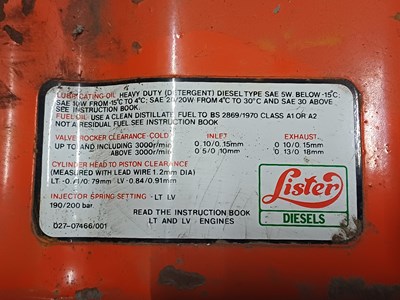 LUBRICATING OIL HEAVY DUTY (DETERGENT) DIESEL TYPE SAE 5W. BELOW -15°C;
SAE 10W FROM -15°C TO 4°C; SAE 20/20W FROM 4°C TO 30°C AND SAE 30 ABOVE
SEE INSTRUCTION BOOK.
FUEL OIL: USE A CLEAN DISTILLATE FUEL TO BS 2869/1970 CLASS A1 OR A2
NOT A RESIDUAL FUEL SEE INSTRUCTION BOOK
VALVE ROCKER CLEARANCE-COLD INLET EXHAUST
UP TO AND INCLUDING 3000r/min 0.10/0.15mm 0.10/0.15mm
ABOVE 3000r/min 0.5/0.10mm 0.13/0.18mm
CYLINDER HEAD TO PISTON CLEARANCE
(MEASURED WITH LEAD WIRE 1.2mm DIA)
LT -0.71/0.79mm LV -0.84/0.91mm
INJECTOR SPRING SETTING -LT LV
190/200 bar.
READ THE INSTRUCTION BOOK
LT AND LV ENGINES
027-07466/001
Lister
DIESELS